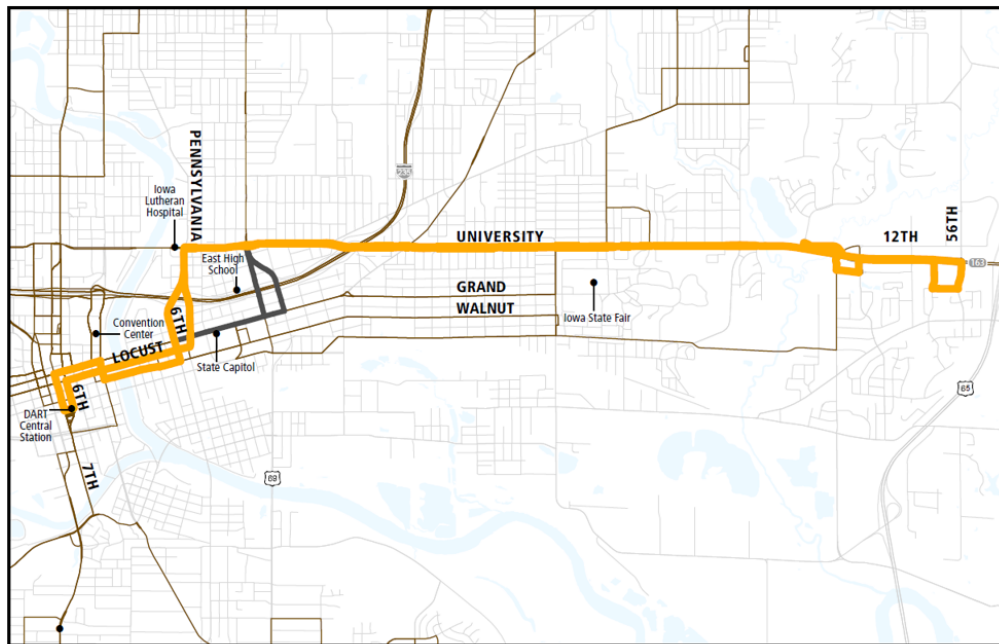 PENNSYLVANIA
Iowa
Lutheran
Hospital
235
UNIVERSITY
12TH
56TH
163
East High
School
GRAND
WALNUT
Iowa State Fair
6TH
Convention
Center
LOCUST
State Capitol
6TH
DART
Central
Station
7TH
65
69